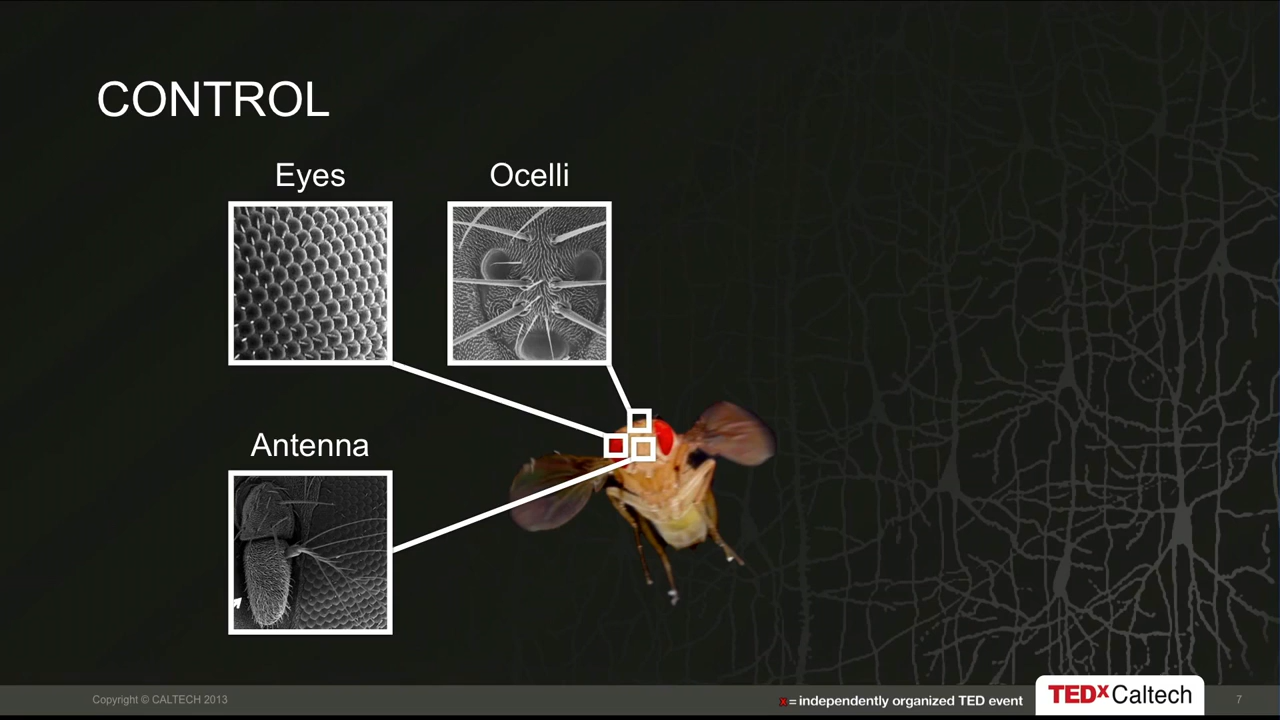 CONTROL
Eyes
Ocelli
Antenna
Copyright © CALTECH 2013
x= independently organized TED event
TEDxCaltech
7